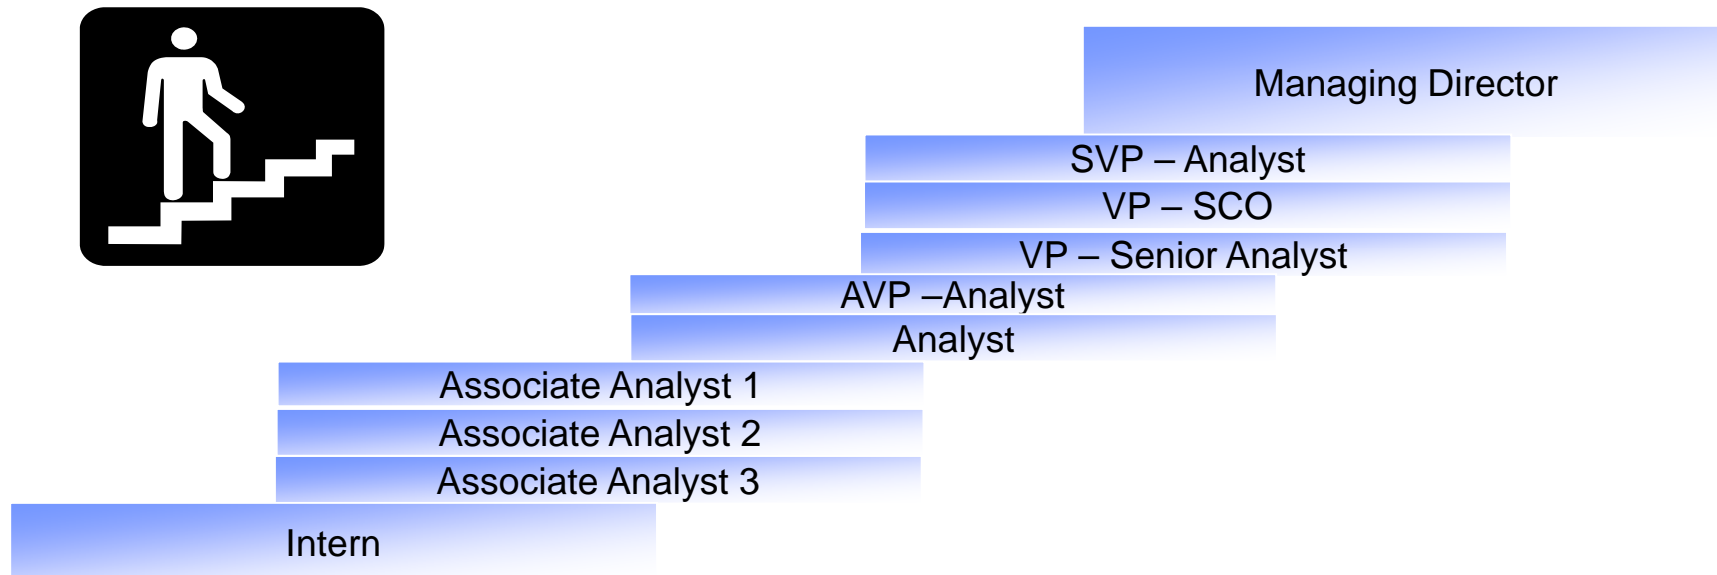 Managing Director
SVP – Analyst
VP – SCO
VP – Senior Analyst
AVP –Analyst
Analyst
Associate Analyst 1
Associate Analyst 2
Associate Analyst 3
Intern